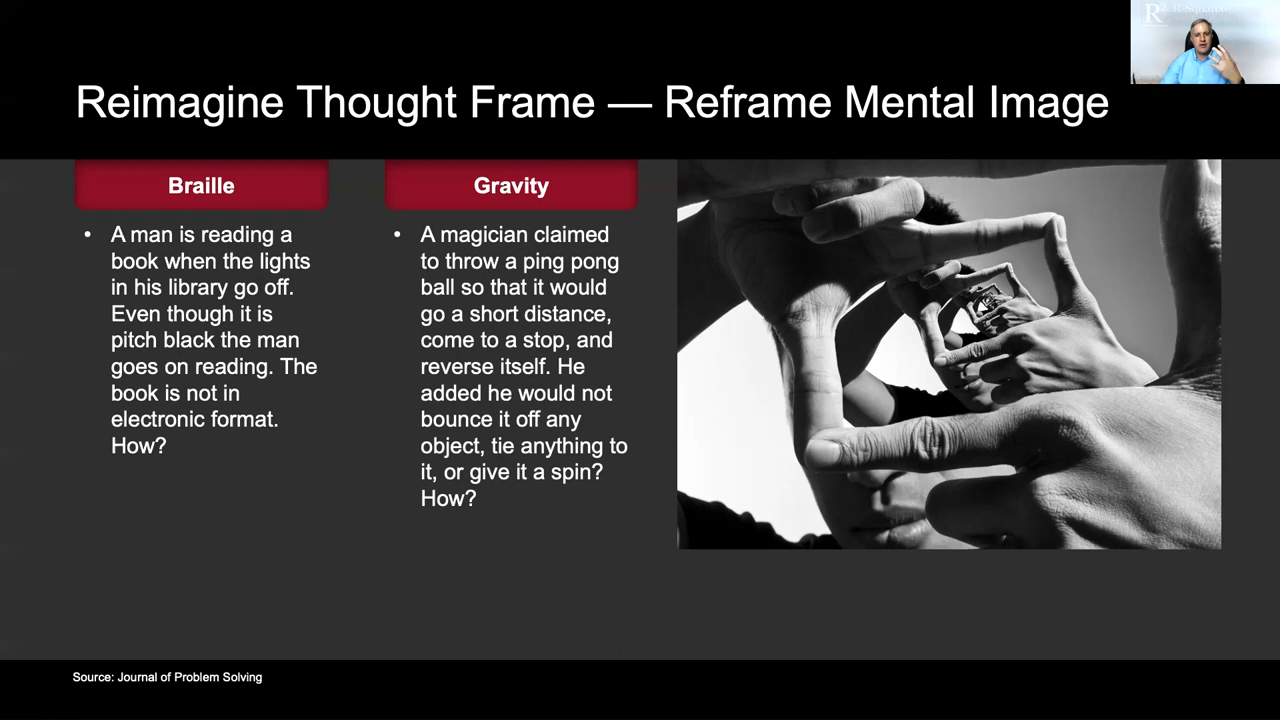 R² R-Squared
Reimagine Thought Frame — Reframe Mental Image
Braille
• A man is reading a
book when the lights
in his library go off.
Even though it is
pitch black the man
goes on reading. The
book is not in
electronic format.
How?
Gravity
• A magician claimed
to throw a ping pong
ball so that it would
go a short distance,
come to a stop, and
reverse itself. He
added he would not
bounce it off any
object, tie anything to
it, or give it a spin?
How?
Source: Journal of Problem Solving